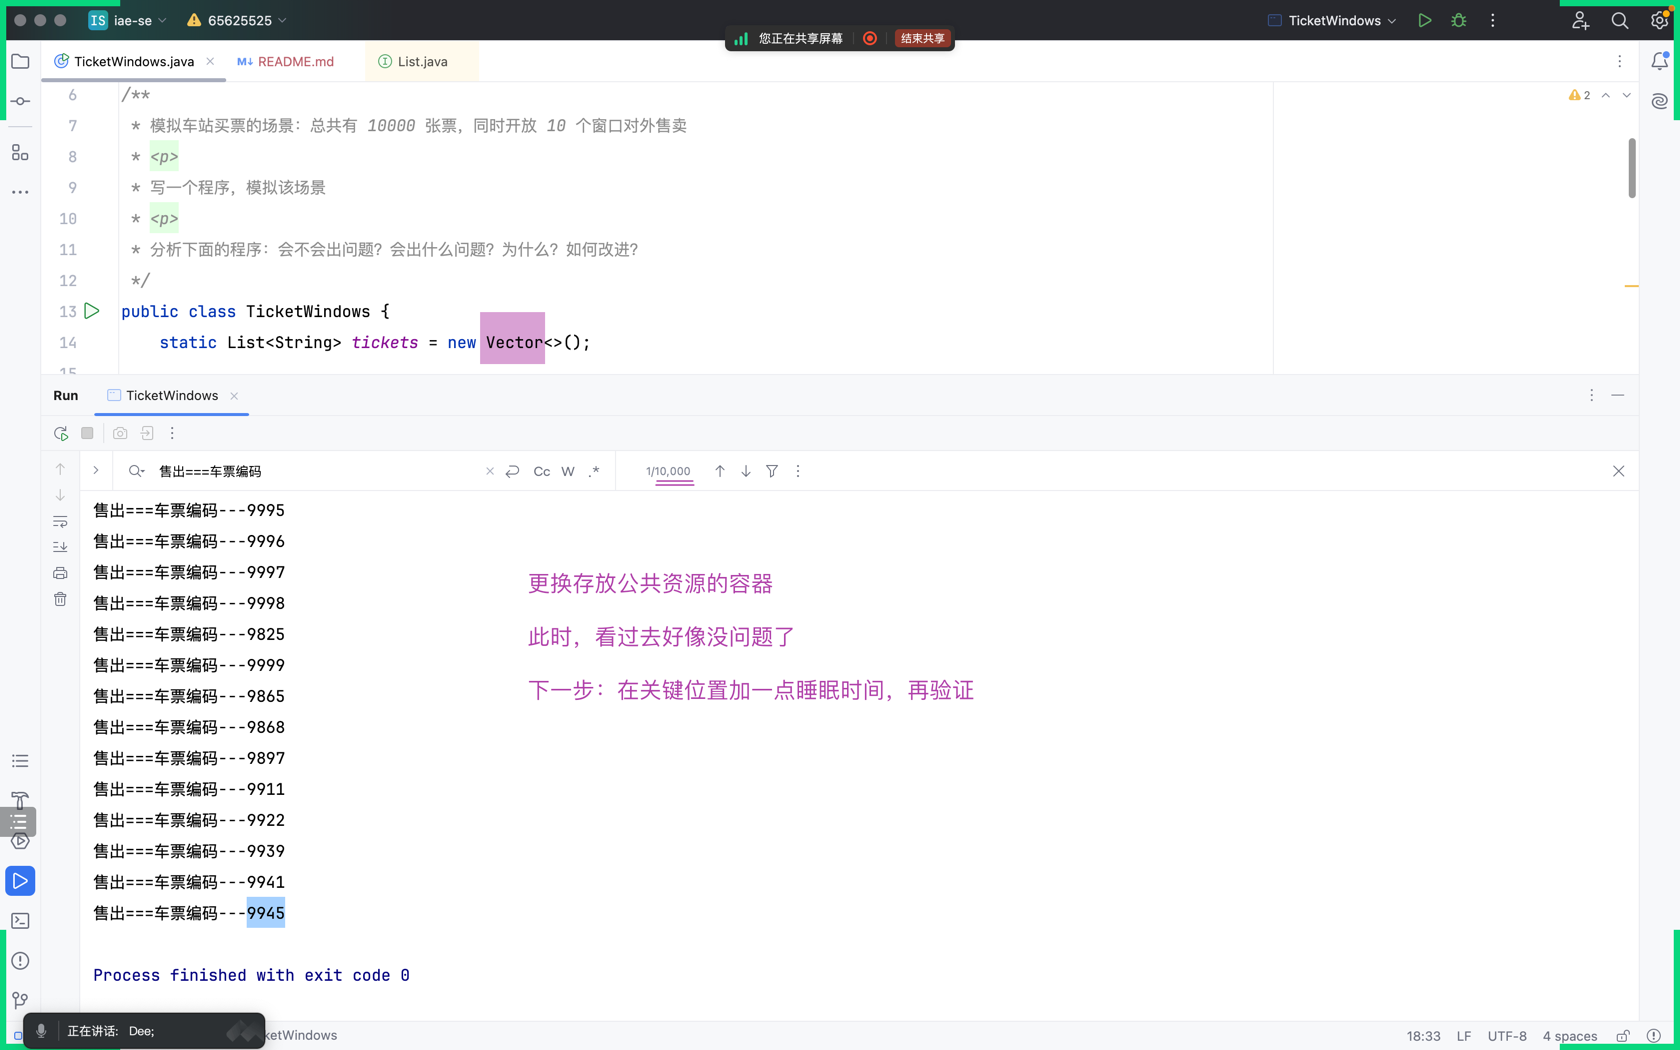 IS iae-se 65625525 TicketWindows
您正在共享屏幕 结束共享
TicketWindows.java M↓ README.md List.java
6 /**
7 * 模拟车站买票的场景：总共有 10000 张票，同时开放 10 个窗口对外售卖
8 * <p>
9 * 写一个程序，模拟该场景
10 * <p>
11 * 分析下面的程序：会不会出问题？会出什么问题？为什么？如何改进？
12 */
13 public class TicketWindows {
14 static List<String> tickets = new Vector<>();
15
2
Run TicketWindows
售出===车票编码 Cc W .* 1/10,000
售出===车票编码---9995
售出===车票编码---9996
售出===车票编码---9997
售出===车票编码---9998
售出===车票编码---9825
售出===车票编码---9999
售出===车票编码---9865
售出===车票编码---9868
售出===车票编码---9897
售出===车票编码---9911
售出===车票编码---9922
售出===车票编码---9939
售出===车票编码---9941
售出===车票编码---9945
更换存放公共资源的容器
此时，看过去好像没问题了
下一步：在关键位置加一点睡眠时间，再验证
Process finished with exit code 0
正在讲话: Dee;
ketWindows
18:33 LF UTF-8 4 spaces